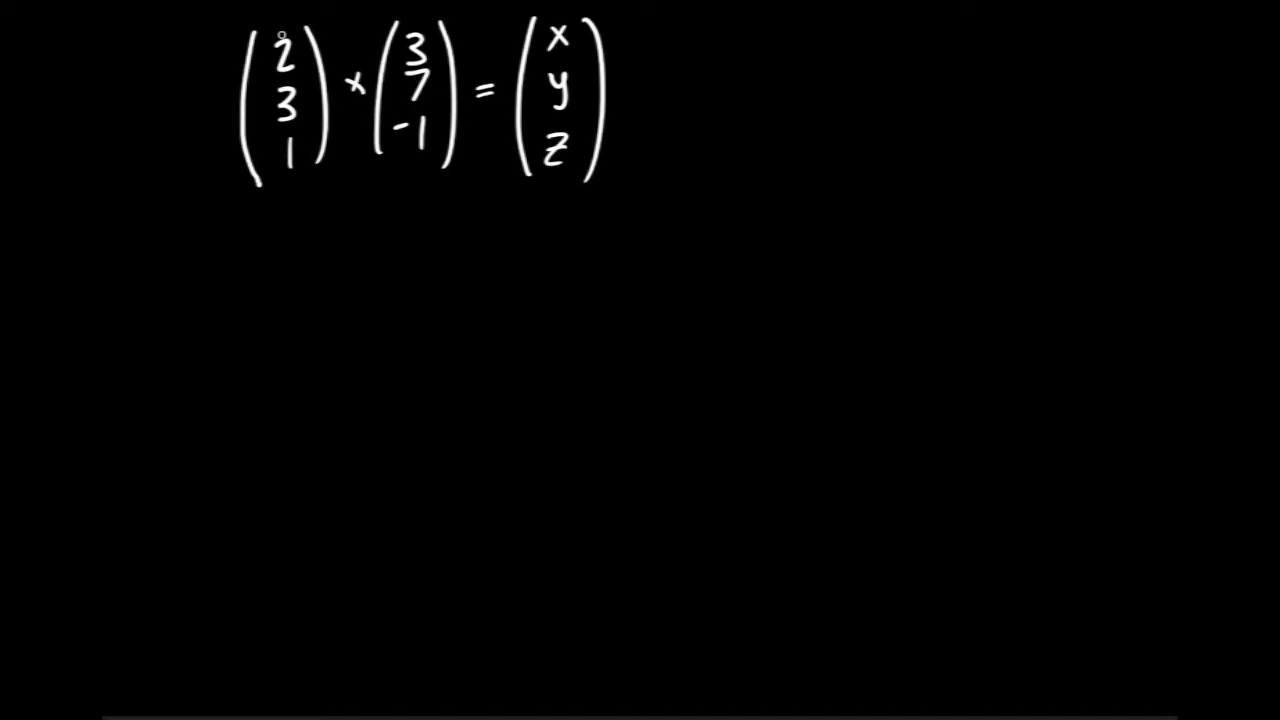 (2 3 1) × (3 7 -1) = (x y z)